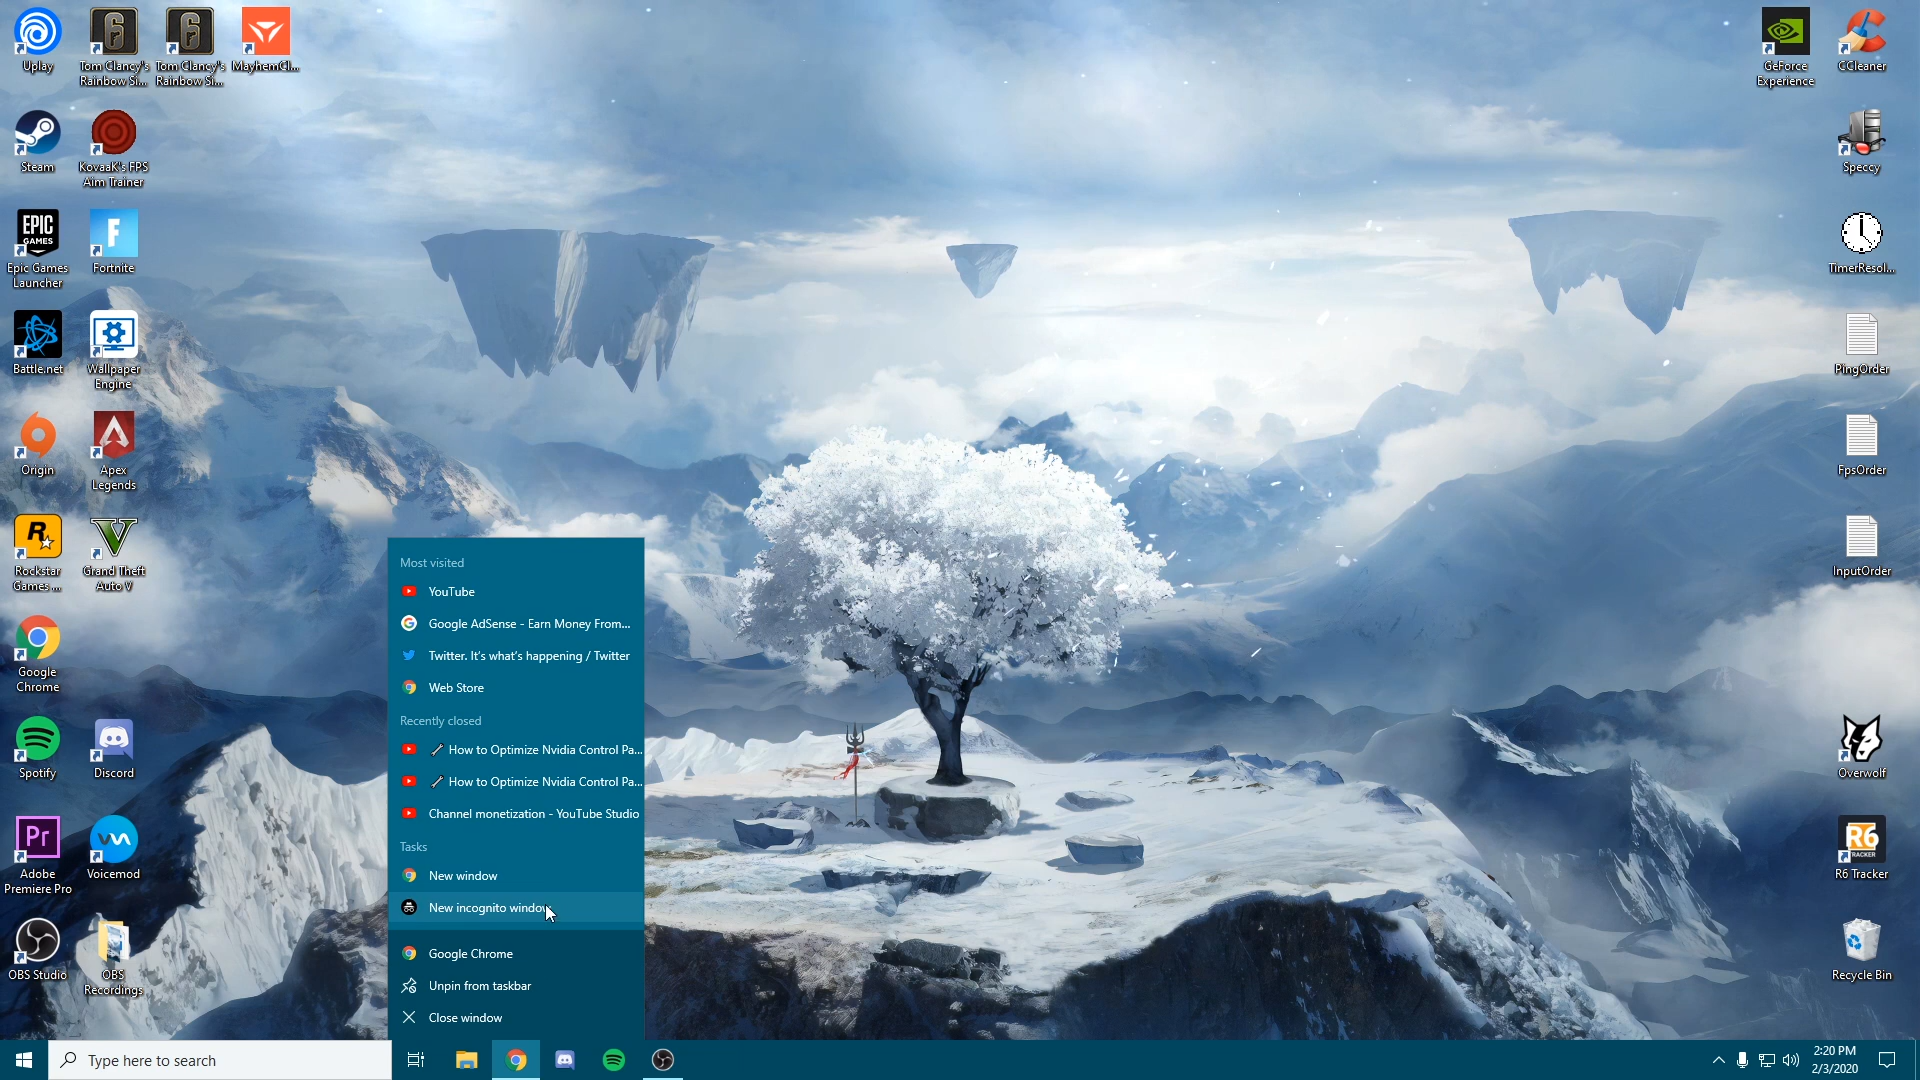 Uplay
Tom Clancy's
Rainbow Si...
Tom Clancy's
Rainbow Si...
MayhemCl...
GeForce
Experience
CCleaner
Steam
KovaaK's FPS
Aim Trainer
Speccy
EPIC
GAMES
Epic Games
Launcher
F
Fortnite
TimerResol...
Battle.net
Wallpaper
Engine
PingOrder
Origin
Apex
Legends
FpsOrder
R
Rockstar
Games ...
V
Grand Theft
Auto V
InputOrder
Google
Chrome
Spotify
Discord
Overwolf
Pr
Adobe
Premiere Pro
Voicemod
R6
TRACKER
R6 Tracker
OBS Studio
OBS
Recordings
Recycle Bin
Most visited
YouTube
Google AdSense - Earn Money From...
Twitter. It's what's happening / Twitter
Web Store
Recently closed
How to Optimize Nvidia Control Pa...
How to Optimize Nvidia Control Pa...
Channel monetization - YouTube Studio
Tasks
New window
New incognito window
Google Chrome
Unpin from taskbar
Close window
Type here to search
2:20 PM
2/3/2020